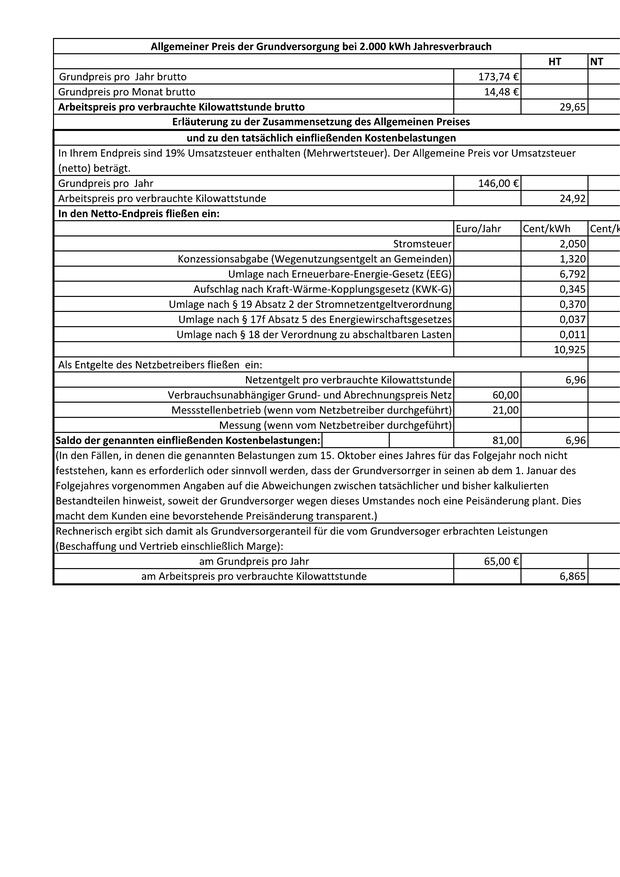 Allgemeiner Preis der Grundversorgung bei 2.000 kWh Jahresverbrauch
HT NT
Grundpreis pro Jahr brutto 173,74 €
Grundpreis pro Monat brutto 14,48 €
Arbeitspreis pro verbrauchte Kilowattstunde brutto 29,65
Erläuterung zu der Zusammensetzung des Allgemeinen Preises
und zu den tatsächlich einfließenden Kostenbelastungen
In Ihrem Endpreis sind 19% Umsatzsteuer enthalten (Mehrwertsteuer). Der Allgemeine Preis vor Umsatzsteuer
(netto) beträgt.
Grundpreis pro Jahr 146,00 €
Arbeitspreis pro verbrauchte Kilowattstunde 24,92
In den Netto-Endpreis fließen ein:
Euro/Jahr Cent/kWh Cent/k
Stromsteuer 2,050
Konzessionsabgabe (Wegenutzungsentgelt an Gemeinden) 1,320
Umlage nach Erneuerbare-Energie-Gesetz (EEG) 6,792
Aufschlag nach Kraft-Wärme-Kopplungsgesetz (KWK-G) 0,345
Umlage nach § 19 Absatz 2 der Stromnetzentgeltverordnung 0,370
Umlage nach § 17f Absatz 5 des Energiewirschaftsgesetzes 0,037
Umlage nach § 18 der Verordnung zu abschaltbaren Lasten 0,011
10,925
Als Entgelte des Netzbetreibers fließen ein:
Netzentgelt pro verbrauchte Kilowattstunde 6,96
Verbrauchsunabhängiger Grund- und Abrechnungspreis Netz 60,00
Messstellenbetrieb (wenn vom Netzbetreiber durchgeführt) 21,00
Messung (wenn vom Netzbetreiber durchgeführt)
Saldo der genannten einfließenden Kostenbelastungen: 81,00 6,96
(In den Fällen, in denen die genannten Belastungen zum 15. Oktober eines Jahres für das Folgejahr noch nicht
feststehen, kann es erforderlich oder sinnvoll werden, dass der Grundversorrger in seinen ab dem 1. Januar des
Folgejahres vorgenommen Angaben auf die Abweichungen zwischen tatsächlicher und bisher kalkulierten
Bestandteilen hinweist, soweit der Grundversorger wegen dieses Umstandes noch eine Peisänderung plant. Dies
macht dem Kunden eine bevorstehende Preisänderung transparent.)
Rechnerisch ergibt sich damit als Grundversorgeranteil für die vom Grundversoger erbrachten Leistungen
(Beschaffung und Vertrieb einschließlich Marge):
am Grundpreis pro Jahr 65,00 €
am Arbeitspreis pro verbrauchte Kilowattstunde 6,865